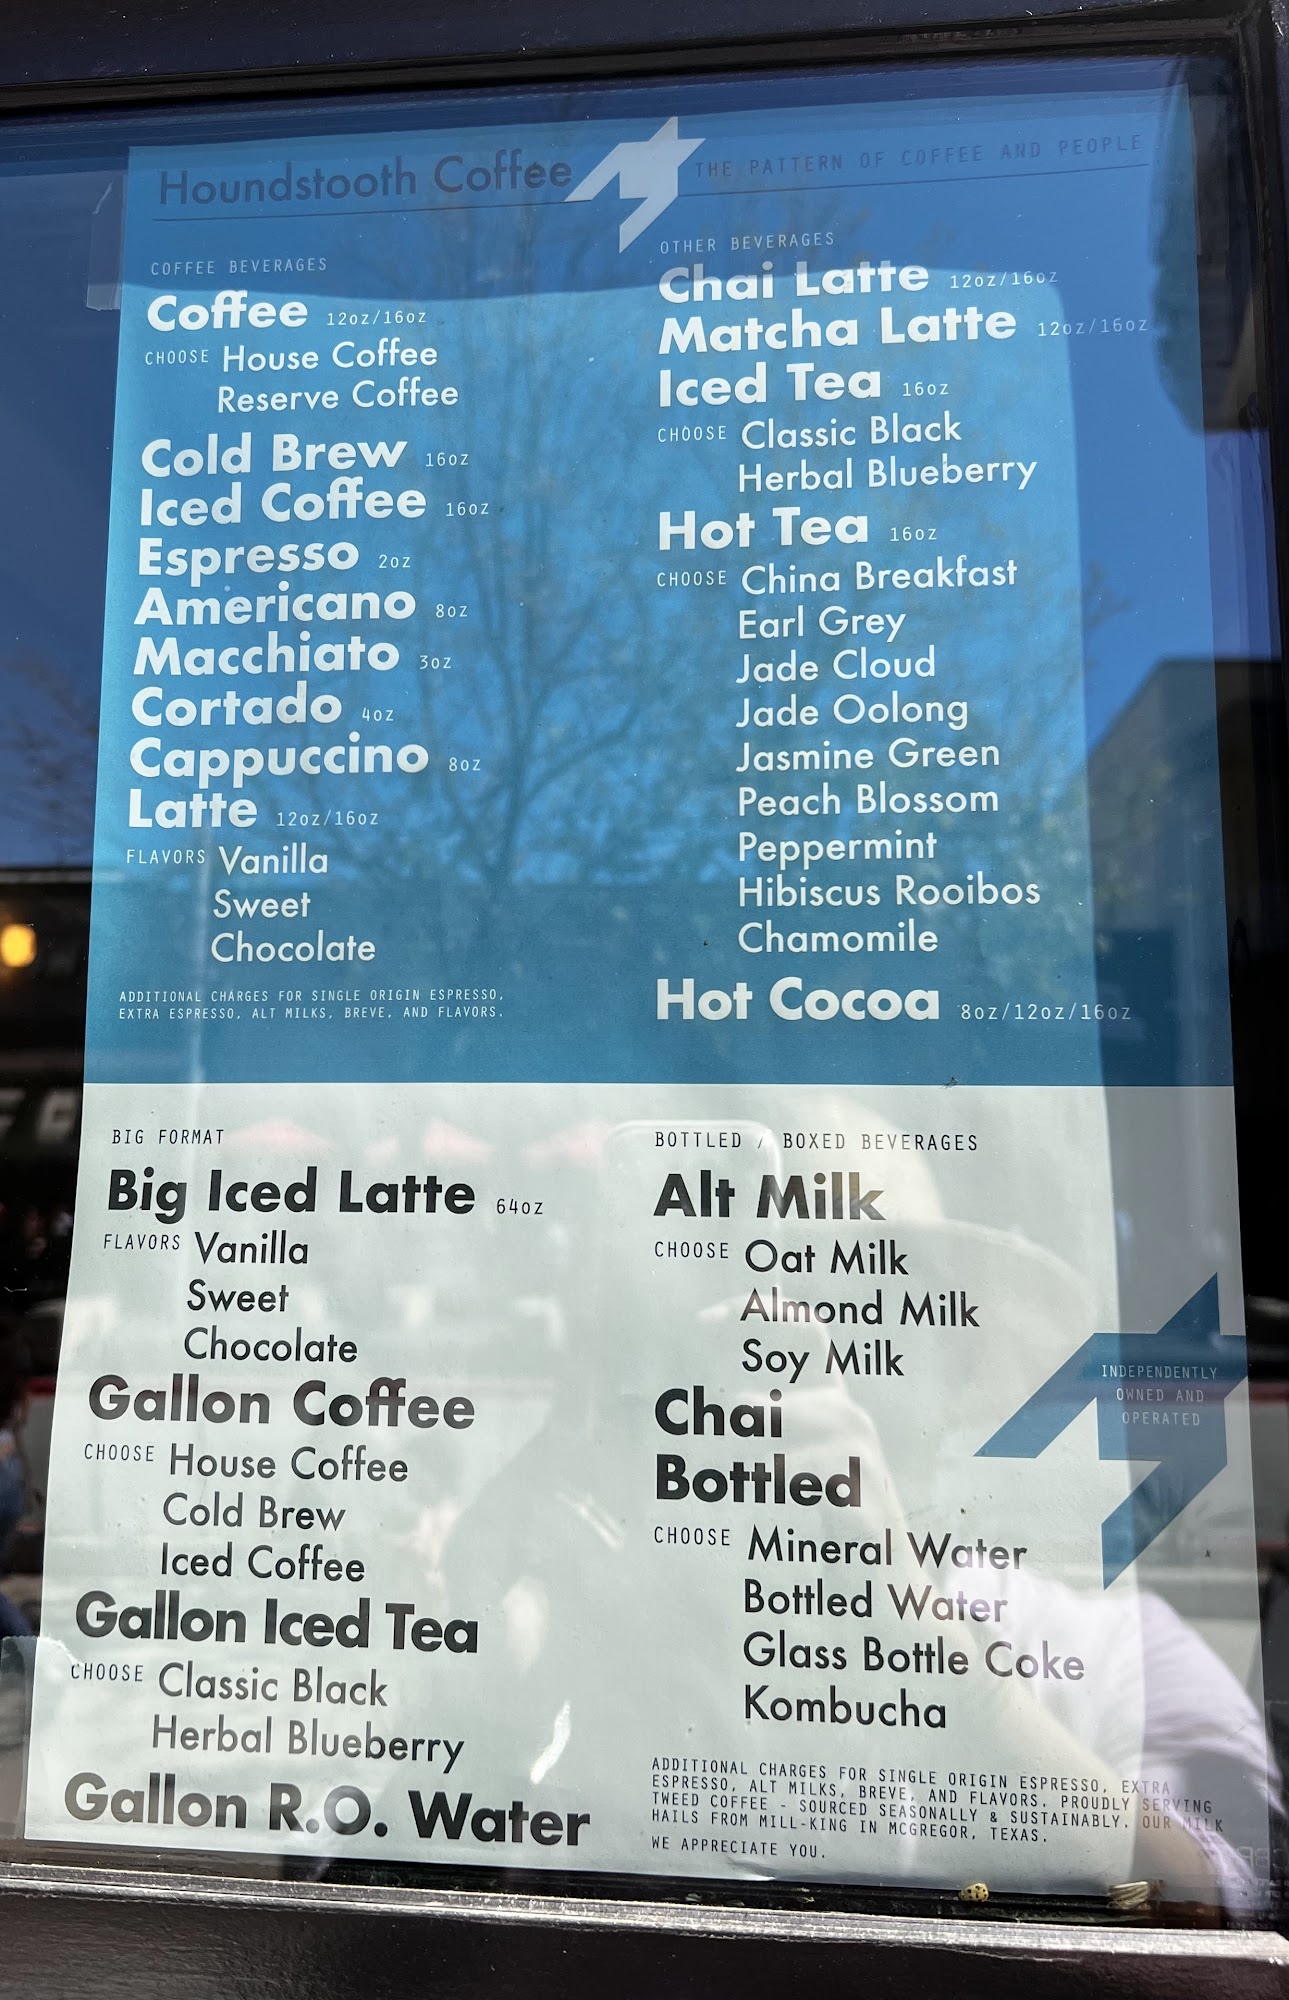 Houndstooth Coffee
THE PATTERN OF COFFEE AND PEOPLE
COFFEE BEVERAGES
Coffee 12oz/16oz
CHOOSE House Coffee
Reserve Coffee
Cold Brew 16oz
Iced Coffee 16oz
Espresso 2oz
Americano 8oz
Macchiato 3oz
Cortado 4oz
Cappuccino 8oz
Latte 12oz/16oz
FLAVORS Vanilla
Sweet
Chocolate
ADDITIONAL CHARGES FOR SINGLE ORIGIN ESPRESSO,
EXTRA ESPRESSO, ALT MILKS, BREVE, AND FLAVORS.
OTHER BEVERAGES
Chai Latte 12oz/16oz
Matcha Latte 12oz/16oz
Iced Tea 16oz
CHOOSE Classic Black
Herbal Blueberry
Hot Tea 16oz
CHOOSE China Breakfast
Earl Grey
Jade Cloud
Jade Oolong
Jasmine Green
Peach Blossom
Peppermint
Hibiscus Rooibos
Chamomile
Hot Cocoa 8oz/12oz/16oz
BIG FORMAT
Big Iced Latte 64oz
FLAVORS Vanilla
Sweet
Chocolate
Gallon Coffee
CHOOSE House Coffee
Cold Brew
Iced Coffee
Gallon Iced Tea
CHOOSE Classic Black
Herbal Blueberry
Gallon R.O. Water
BOTTLED / BOXED BEVERAGES
Alt Milk
CHOOSE Oat Milk
Almond Milk
Soy Milk
Chai
Bottled
CHOOSE Mineral Water
Bottled Water
Glass Bottle Coke
Kombucha
INDEPENDENTLY
OWNED AND
OPERATED
ADDITIONAL CHARGES FOR SINGLE ORIGIN ESPRESSO, EXTRA
ESPRESSO, ALT MILKS, BREVE, AND FLAVORS. PROUDLY SERVING
TWEED COFFEE - SOURCED SEASONALLY & SUSTAINABLY. OUR MILK
HAILS FROM MILL-KING IN MCGREGOR, TEXAS.
WE APPRECIATE YOU.